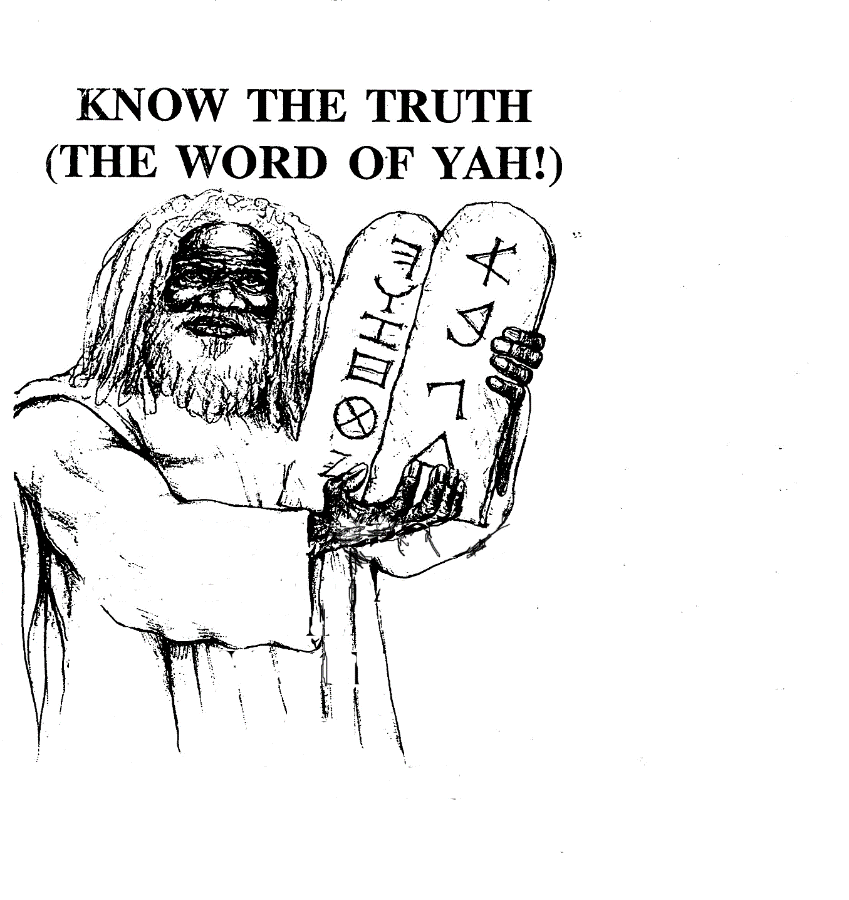 KNOW THE TRUTH
(THE WORD OF YAH!)
𐤀
𐤁
𐤂
𐤃
𐤄
𐤅
𐤆
𐤇
𐤈